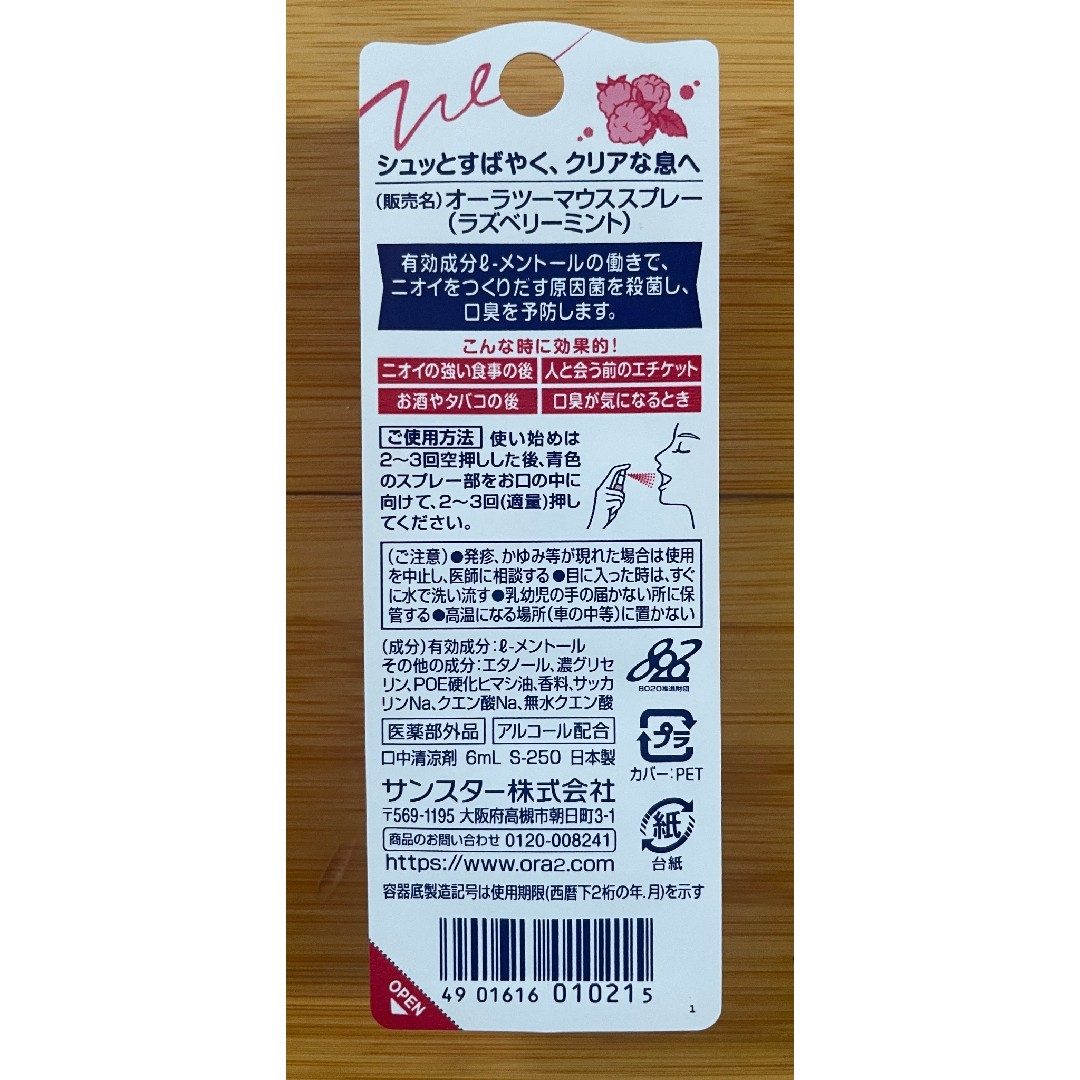 シュッとすばやく、クリアな息へ
(販売名)オーラツーマウススプレー
(ラズベリーミント)
有効成分ℓ-メントールの働きで、
ニオイをつくりだす原因菌を殺菌し、
口臭を予防します。
こんな時に効果的!
ニオイの強い食事の後 人と会う前のエチケット
お酒やタバコの後 口臭が気になるとき
ご使用方法 使い始めは
2〜3回空押しした後、青色
のスプレー部をお口の中に
向けて、2〜3回(適量)押し
てください。
(ご注意)●発疹、かゆみ等が現れた場合は使用
を中止し、医師に相談する●目に入った時は、すぐ
に水で洗い流す●乳幼児の手の届かない所に保
管する●高温になる場所(車の中等)に置かない
(成分)有効成分:ℓ-メントール
その他の成分:エタノール、濃グリセ
リン、POE硬化ヒマシ油、香料、サッカ
リンNa、クエン酸Na、無水クエン酸
8020推進財団
医薬部外品 アルコール配合
口中清涼剤 6mL S-250 日本製
プラ
カバー:PET
サンスター株式会社
〒569-1195 大阪府高槻市朝日町3-1
商品のお問い合わせ 0120-008241
https://www.ora2.com
紙
台紙
容器底製造記号は使用期限(西暦下2桁の年.月)を示す
OPEN
49 01616 010215
1